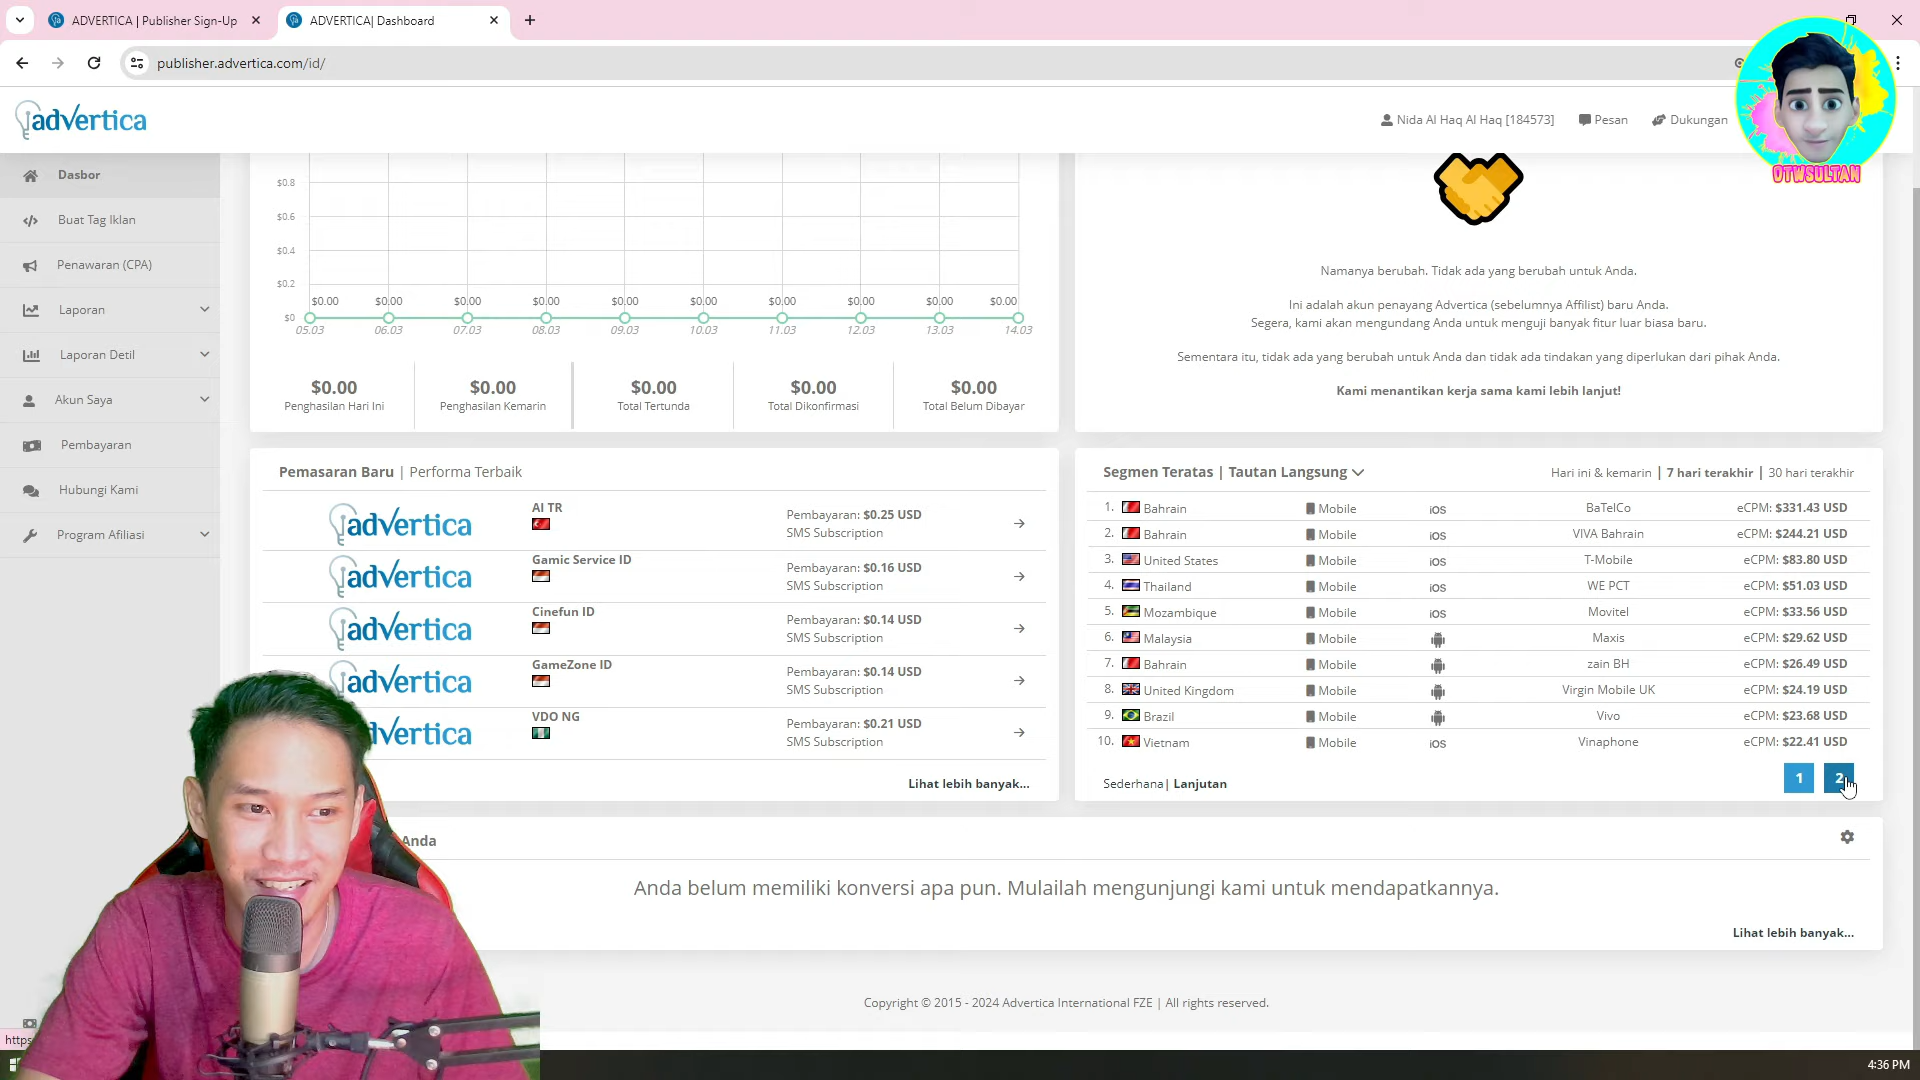 ADVERTICA | Publisher Sign-Up
ADVERTICA| Dashboard
publisher.advertica.com/id/
advertica
Nida Al Haq Al Haq [184573]
Pesan
Dukungan
OTWSULTAN
Dasbor
Buat Tag Iklan
Penawaran (CPA)
Laporan
Laporan Detil
Akun Saya
Pembayaran
Hubungi Kami
Program Afiliasi
$0.8
$0.6
$0.4
$0.2
$0
$0.00 $0.00 $0.00 $0.00 $0.00 $0.00 $0.00 $0.00 $0.00 $0.00
05.03 06.03 07.03 08.03 09.03 10.03 11.03 12.03 13.03 14.03
$0.00 $0.00 $0.00 $0.00 $0.00
Penghasilan Hari Ini Penghasilan Kemarin Total Tertunda Total Dikonfirmasi Total Belum Dibayar
Namanya berubah. Tidak ada yang berubah untuk Anda.
Ini adalah akun penayang Advertica (sebelumnya Affilist) baru Anda.
Segera, kami akan mengundang Anda untuk menguji banyak fitur luar biasa baru.
Sementara itu, tidak ada yang berubah untuk Anda dan tidak ada tindakan yang diperlukan dari pihak Anda.
Kami menantikan kerja sama kami lebih lanjut!
Pemasaran Baru | Performa Terbaik
advertica AI TR Pembayaran: $0.25 USD
SMS Subscription
advertica Gamic Service ID Pembayaran: $0.16 USD
SMS Subscription
advertica Cinefun ID Pembayaran: $0.14 USD
SMS Subscription
advertica GameZone ID Pembayaran: $0.14 USD
SMS Subscription
advertica VDO NG Pembayaran: $0.21 USD
SMS Subscription
Lihat lebih banyak...
Segmen Teratas | Tautan Langsung Hari ini & kemarin | 7 hari terakhir | 30 hari terakhir
1. Bahrain Mobile iOS BaTelCo eCPM: $331.43 USD
2. Bahrain Mobile iOS VIVA Bahrain eCPM: $244.21 USD
3. United States Mobile iOS T-Mobile eCPM: $83.80 USD
4. Thailand Mobile iOS WE PCT eCPM: $51.03 USD
5. Mozambique Mobile iOS Movitel eCPM: $33.56 USD
6. Malaysia Mobile Maxis eCPM: $29.62 USD
7. Bahrain Mobile zain BH eCPM: $26.49 USD
8. United Kingdom Mobile Virgin Mobile UK eCPM: $24.19 USD
9. Brazil Mobile Vivo eCPM: $23.68 USD
10. Vietnam Mobile iOS Vinaphone eCPM: $22.41 USD
Sederhana| Lanjutan 1 2
Anda
Anda belum memiliki konversi apa pun. Mulailah mengunjungi kami untuk mendapatkannya.
Lihat lebih banyak...
Copyright © 2015 - 2024 Advertica International FZE | All rights reserved.
https
4:36 PM